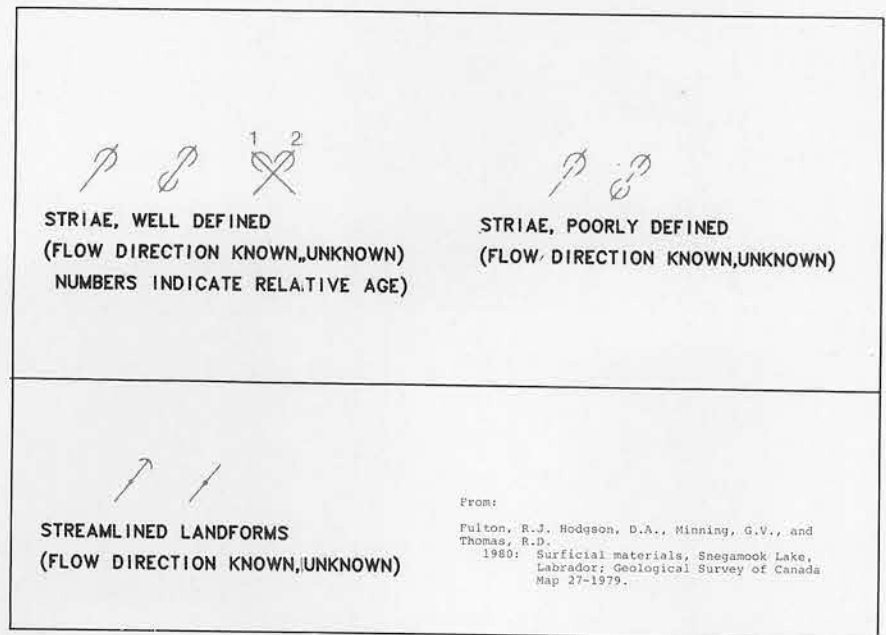 1 2
STRIAE, WELL DEFINED
(FLOW DIRECTION KNOWN,,UNKNOWN)
NUMBERS INDICATE RELATIVE AGE)
STRIAE, POORLY DEFINED
(FLOW DIRECTION KNOWN,UNKNOWN)
STREAMLINED LANDFORMS
(FLOW DIRECTION KNOWN,UNKNOWN)
From:
Fulton, R.J. Hodgson, D.A., Minning, G.V., and
Thomas, R.D.
1980: Surficial materials, Snegamook Lake,
Labrador; Geological Survey of Canada
Map 27-1979.